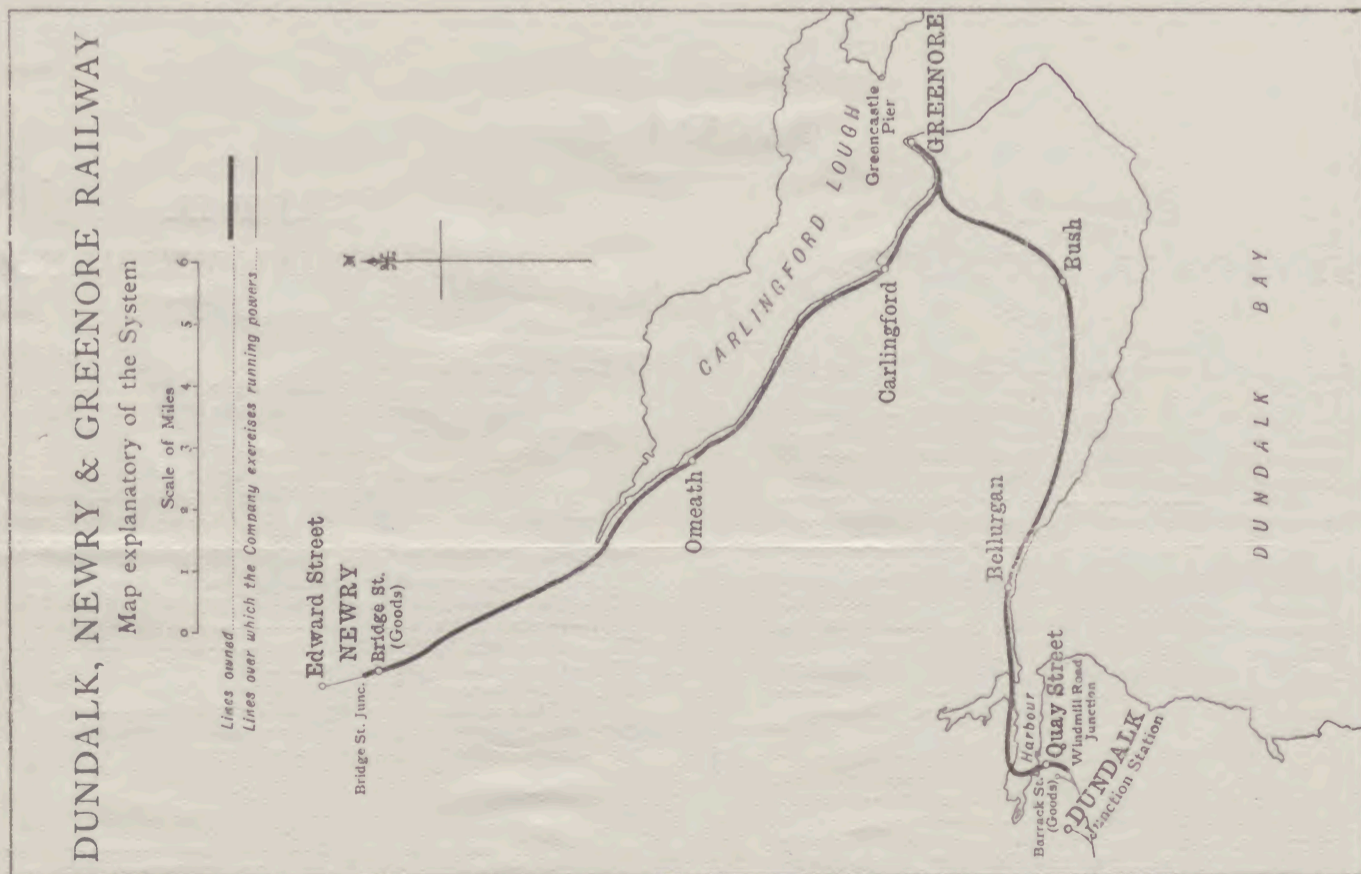 DUNDALK, NEWRY & GREENORE RAILWAY
Map explanatory of the System
Scale of Miles
0 1 2 3 4 5 6
Lines owned
Lines over which the Company exereises running powers
N
Edward Street
NEWRY
Bridge St. Junc.
Bridge St.
(Goods)
Omeath
CARLINGFORD LOUGH
Greencastle
Pier
GREENORE
Carlingford
Bush
Bellurgan
Harbour
Barrack St.
(Goods)
Quay Street
Windmill Road
Junction
DUNDALK
Junction Station
DUNDALK BAY